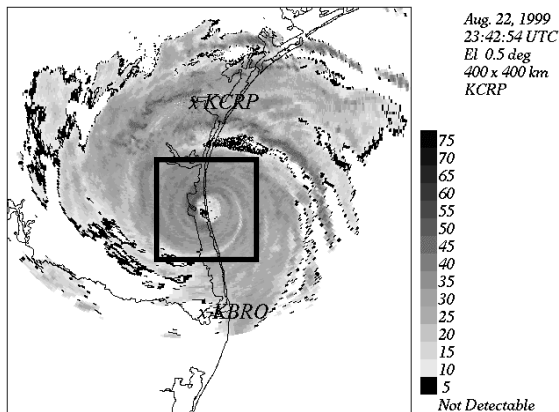 Aug. 22, 1999
23:42:54 UTC
El 0.5 deg
400 x 400 km
KCRP
x KCRP
x KBRO
75
70
65
60
55
50
45
40
35
30
25
20
15
10
5
Not Detectable